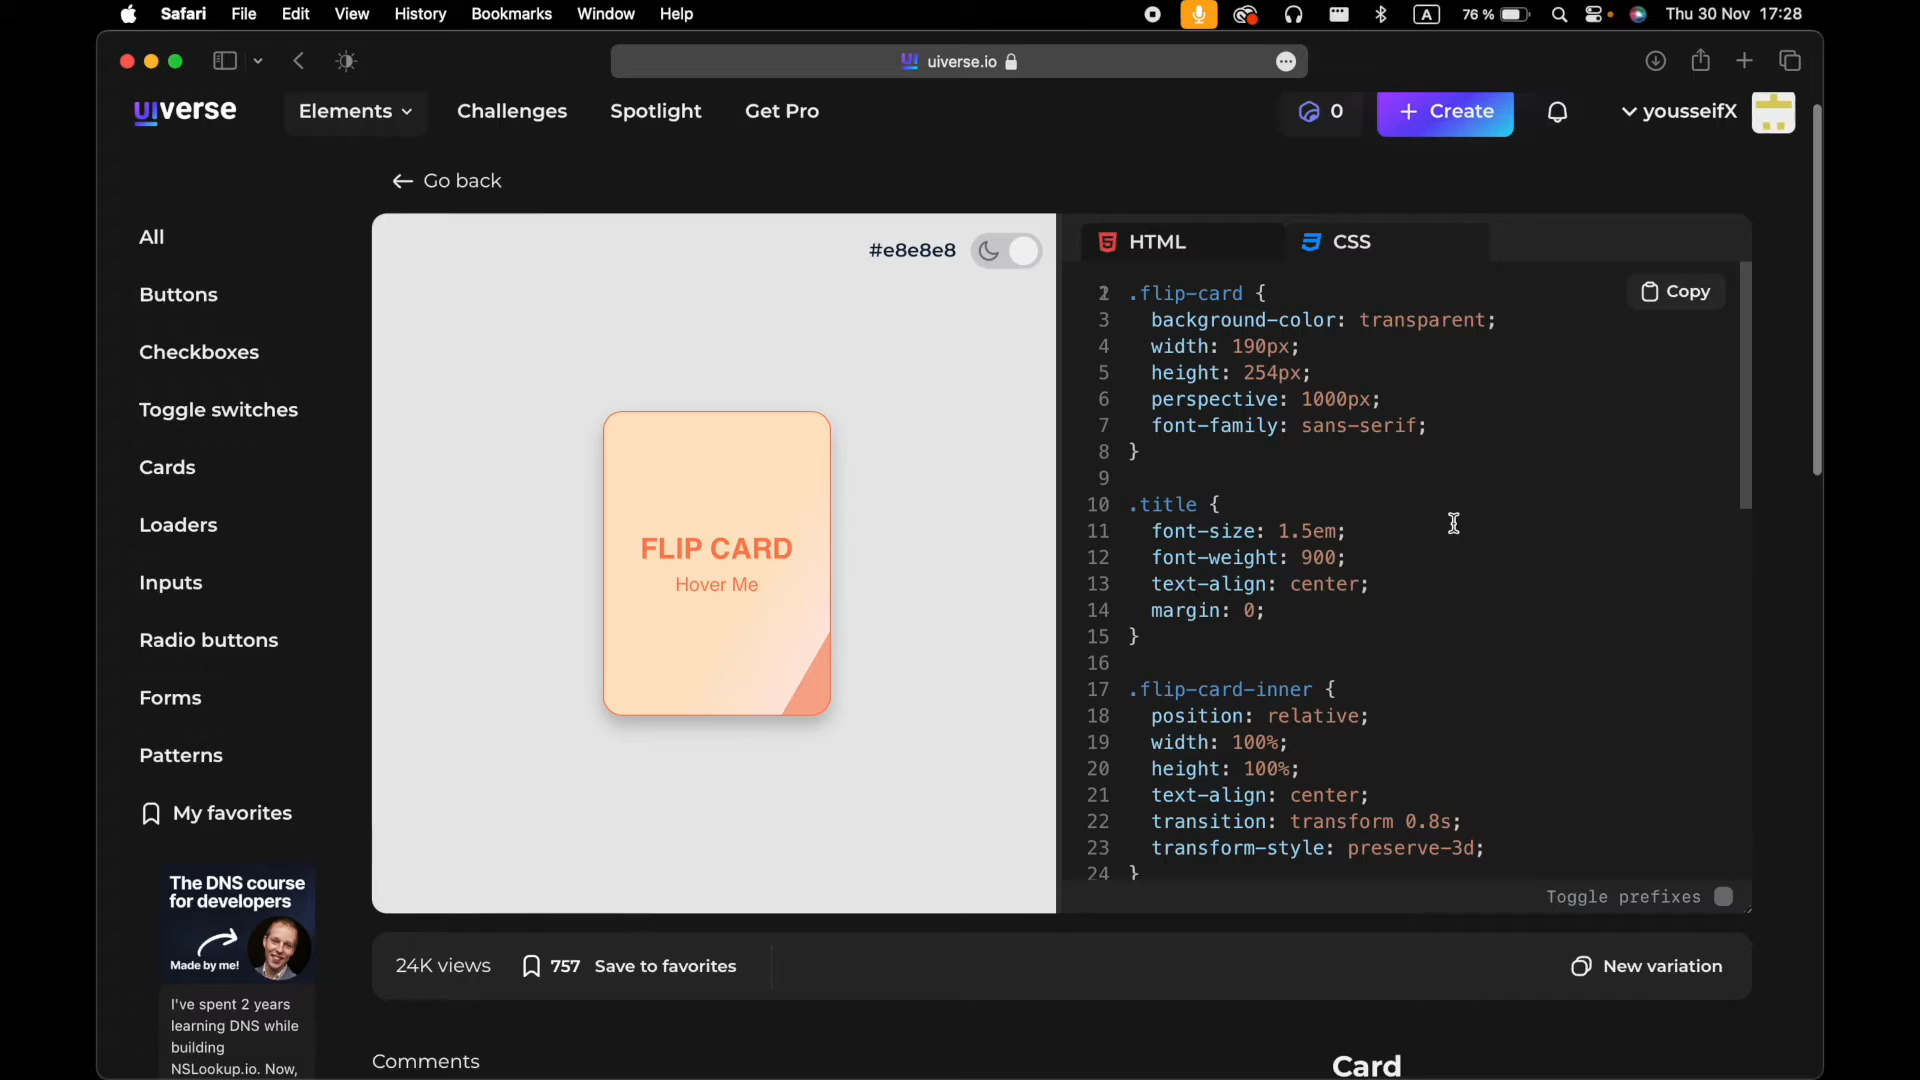 Safari File Edit View History Bookmarks Window Help A 76 % Thu 30 Nov 17:28
uiverse.io
uiverse Elements Challenges Spotlight Get Pro 0 + Create yousseifX
← Go back
All
Buttons
Checkboxes
Toggle switches
Cards
Loaders
Inputs
Radio buttons
Forms
Patterns
My favorites
The DNS course
for developers
Made by me!
I've spent 2 years
learning DNS while
building
NSLookup.io. Now,
#e8e8e8
FLIP CARD
Hover Me
HTML CSS
Copy
2 .flip-card {
3 background-color: transparent;
4 width: 190px;
5 height: 254px;
6 perspective: 1000px;
7 font-family: sans-serif;
8 }
9
10 .title {
11 font-size: 1.5em;
12 font-weight: 900;
13 text-align: center;
14 margin: 0;
15 }
16
17 .flip-card-inner {
18 position: relative;
19 width: 100%;
20 height: 100%;
21 text-align: center;
22 transition: transform 0.8s;
23 transform-style: preserve-3d;
24 }
Toggle prefixes
24K views 757 Save to favorites New variation
Comments
Card